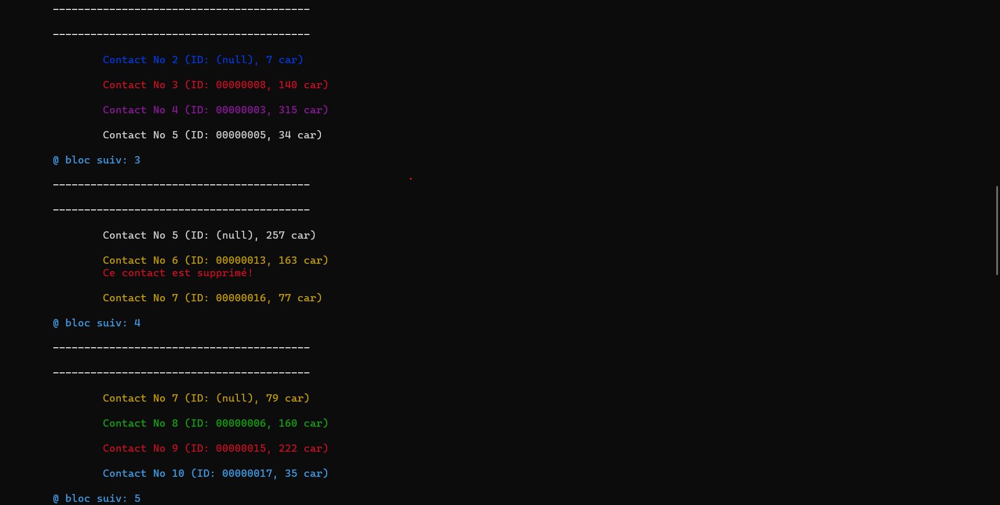 -----------------------------------------
-----------------------------------------
Contact No 2 (ID: (null), 7 car)
Contact No 3 (ID: 00000008, 140 car)
Contact No 4 (ID: 00000003, 315 car)
Contact No 5 (ID: 00000005, 34 car)
@ bloc suiv: 3
-----------------------------------------
-----------------------------------------
Contact No 5 (ID: (null), 257 car)
Contact No 6 (ID: 00000013, 163 car)
Ce contact est supprimé!
Contact No 7 (ID: 00000016, 77 car)
@ bloc suiv: 4
-----------------------------------------
-----------------------------------------
Contact No 7 (ID: (null), 79 car)
Contact No 8 (ID: 00000006, 160 car)
Contact No 9 (ID: 00000015, 222 car)
Contact No 10 (ID: 00000017, 35 car)
@ bloc suiv: 5